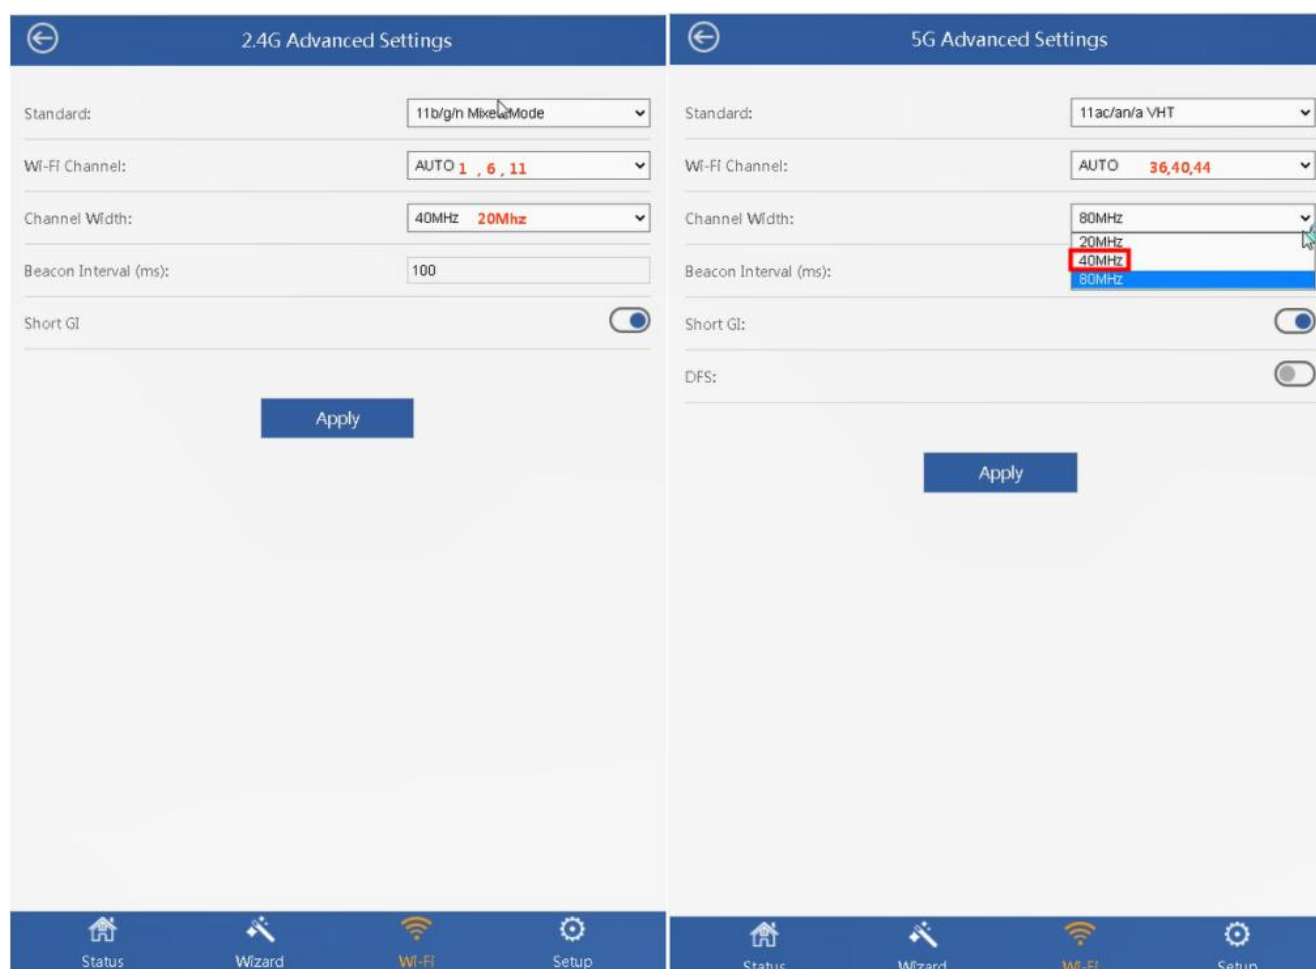 2.4G Advanced Settings
Standard:
11b/g/n Mixed Mode
Wi-Fi Channel:
AUTO 1 , 6 , 11
Channel Width:
40MHz 20Mhz
Beacon Interval (ms):
100
Short GI
Apply
Status Wizard Wi-Fi Setup
5G Advanced Settings
Standard:
11ac/an/a VHT
Wi-Fi Channel:
AUTO 36,40,44
Channel Width:
80MHz
20MHz
40MHz
80MHz
Beacon Interval (ms):
Short GI:
DFS:
Apply
Status Wizard Wi-Fi Setup